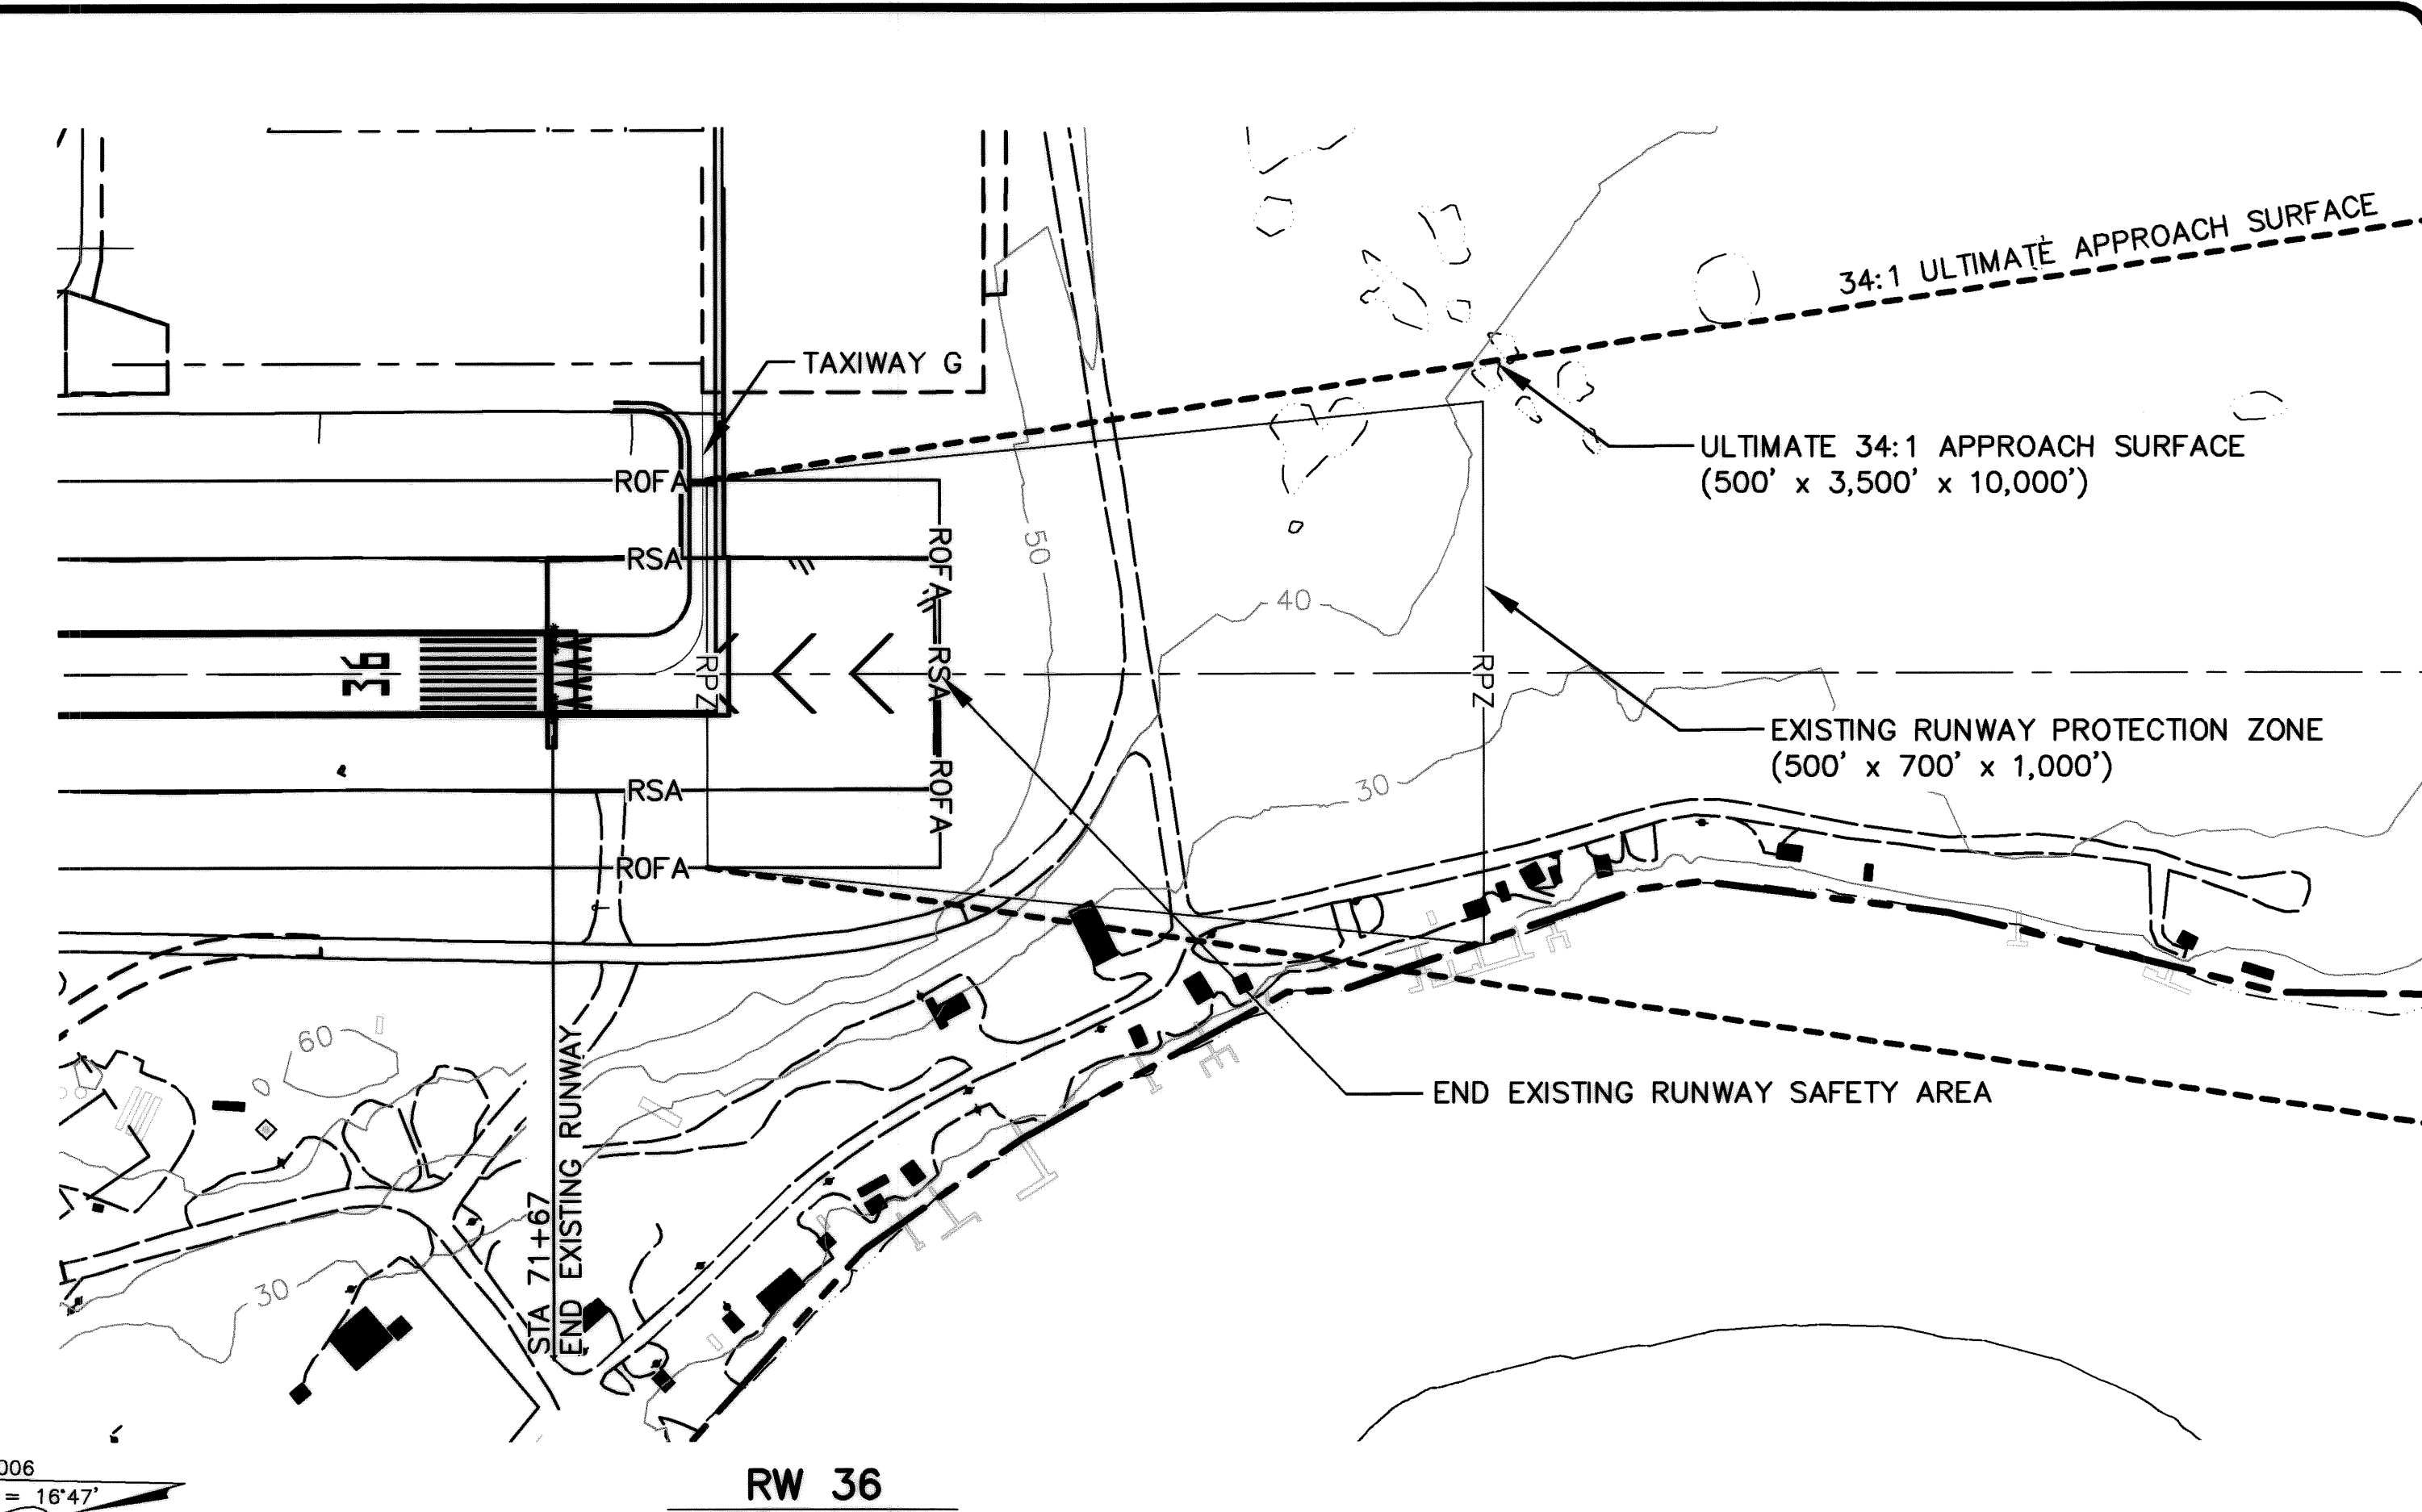 34:1 ULTIMATE APPROACH SURFACE
TAXIWAY G
ULTIMATE 34:1 APPROACH SURFACE
(500' x 3,500' x 10,000')
ROFA
ROFA
RSA
50
40
36
RPZ
RSA
RPZ
EXISTING RUNWAY PROTECTION ZONE
(500' x 700' x 1,000')
30
RSA
ROFA
ROFA
60
END EXISTING RUNWAY SAFETY AREA
STA 71+67
END EXISTING RUNWAY
30
006
= 16°47'
RW 36